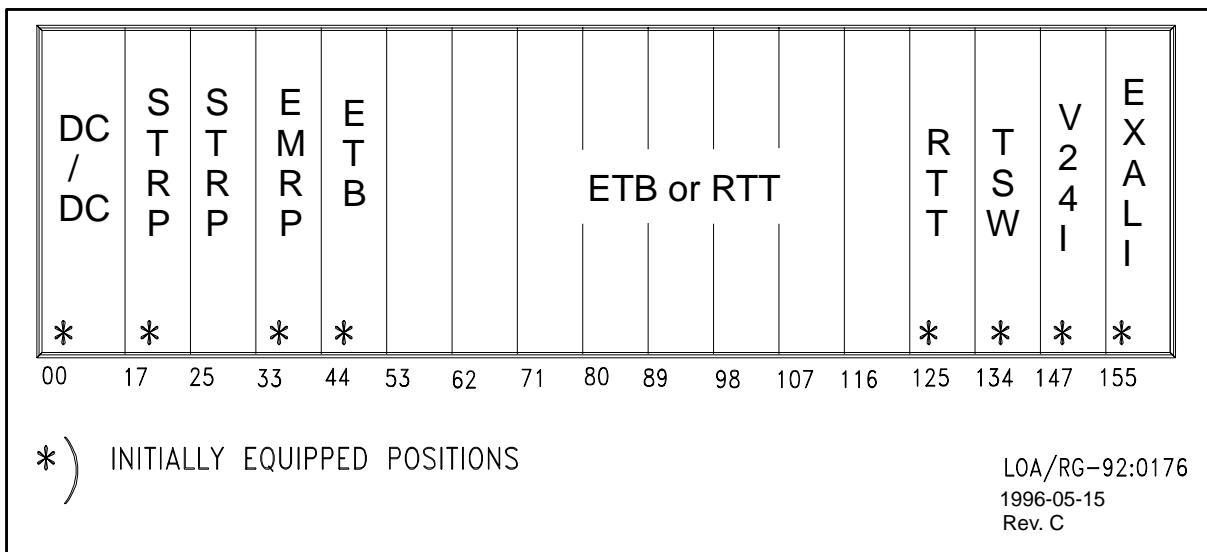 DC
/
DC
STRP
STRP
EMRP
ETB
ETB or RTT
RTT
TSW
V24I
EXALI
* * * * * * * *
00 17 25 33 44 53 62 71 80 89 98 107 116 125 134 147 155
*) INITIALLY EQUIPPED POSITIONS
LOA/RG-92:0176
1996-05-15
Rev. C